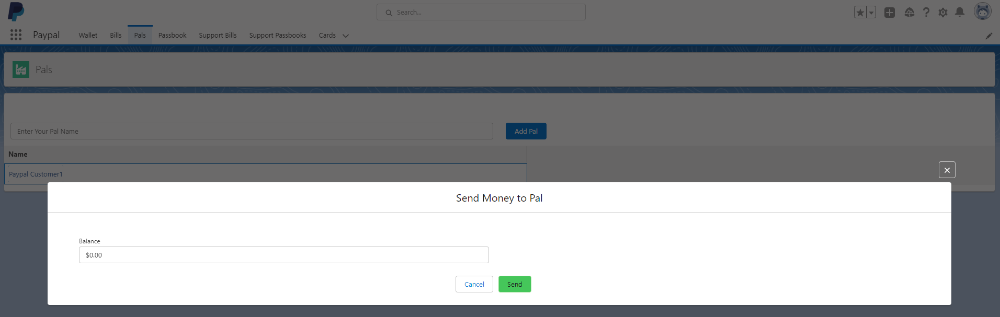 Search...
Paypal Wallet Bills Pals Passbook Support Bills Support Passbooks Cards
Pals
Enter Your Pal Name Add Pal
Name
Paypal Customer1
Send Money to Pal
Balance
$0.00
Cancel Send